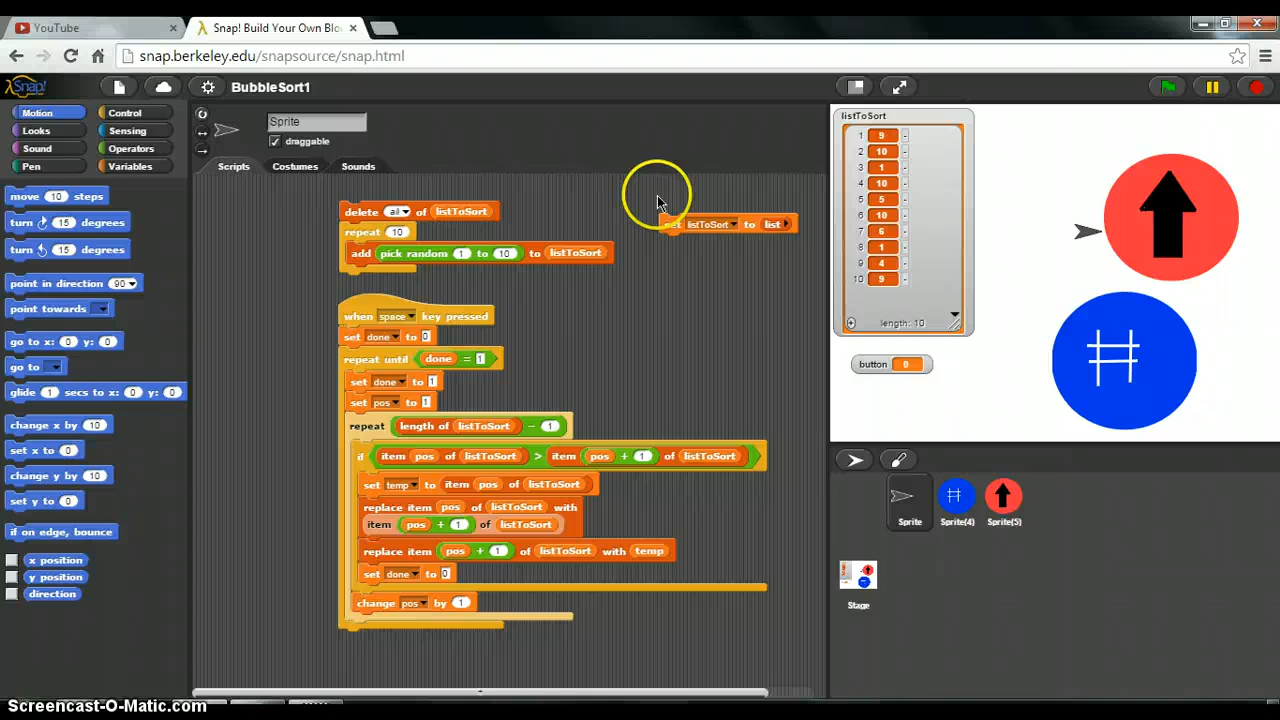 YouTube
Snap! Build Your Own Blo
snap.berkeley.edu/snapsource/snap.html
Snap!
BubbleSort1
Motion
Control
Looks
Sensing
Sound
Operators
Pen
Variables
move 10 steps
turn 15 degrees
turn 15 degrees
point in direction 90
point towards
go to x: 0 y: 0
go to
glide 1 secs to x: 0 y: 0
change x by 10
set x to 0
change y by 10
set y to 0
if on edge, bounce
x position
y position
direction
Sprite
draggable
Scripts
Costumes
Sounds
delete all of listToSort
repeat 10
add pick random 1 to 10 to listToSort
set listToSort to list
when space key pressed
set done to 0
repeat until done = 1
set done to 1
set pos to 1
repeat length of listToSort - 1
if item pos of listToSort > item pos + 1 of listToSort
set temp to item pos of listToSort
replace item pos of listToSort with
item pos + 1 of listToSort
replace item pos + 1 of listToSort with temp
set done to 0
change pos by 1
listToSort
1 9
2 10
3 1
4 10
5 5
6 10
7 6
8 1
9 4
10 9
+ length: 10
button 0
Sprite
Sprite(4)
Sprite(5)
Stage
Screencast-O-Matic.com